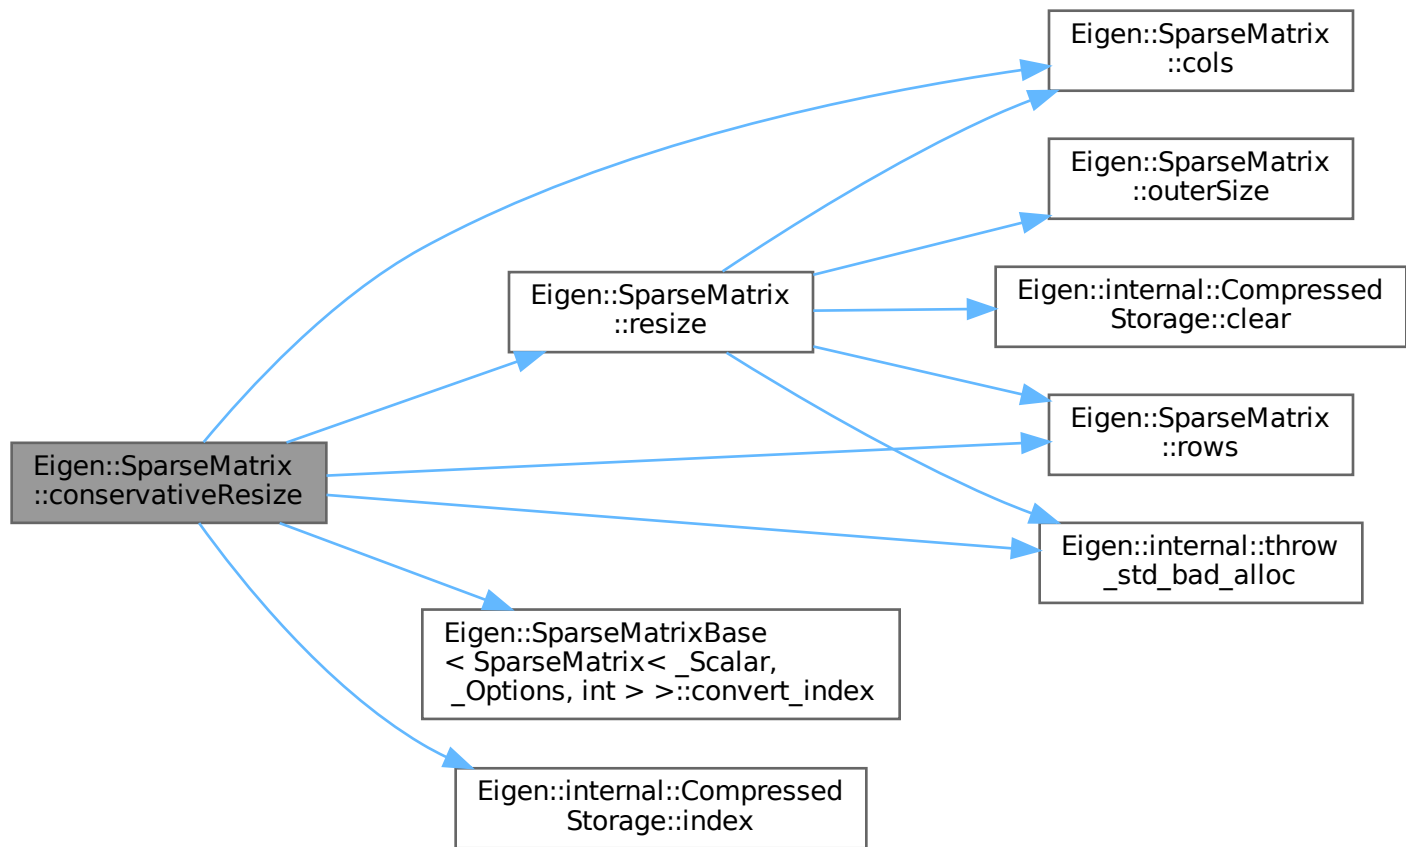 Eigen::SparseMatrix
::conservativeResize
Eigen::SparseMatrix
::resize
Eigen::SparseMatrix
::cols
Eigen::SparseMatrix
::outerSize
Eigen::internal::Compressed
Storage::clear
Eigen::SparseMatrix
::rows
Eigen::internal::throw
_std_bad_alloc
Eigen::SparseMatrixBase
< SparseMatrix< _Scalar,
_Options, int > >::convert_index
Eigen::internal::Compressed
Storage::index